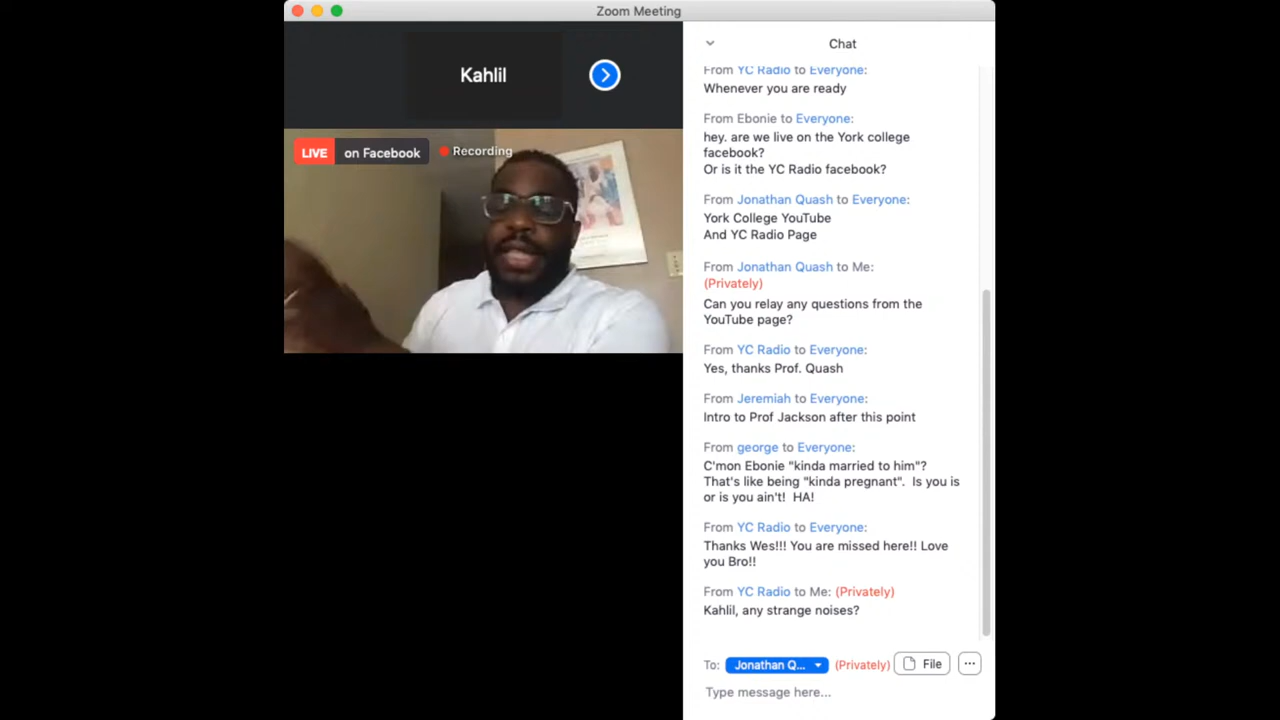 Zoom Meeting
Kahlil
LIVE on Facebook
Recording
Chat
From YC Radio to Everyone:
Whenever you are ready
From Ebonie to Everyone:
hey. are we live on the York college
facebook?
Or is it the YC Radio facebook?
From Jonathan Quash to Everyone:
York College YouTube
And YC Radio Page
From Jonathan Quash to Me:
(Privately)
Can you relay any questions from the
YouTube page?
From YC Radio to Everyone:
Yes, thanks Prof. Quash
From Jeremiah to Everyone:
Intro to Prof Jackson after this point
From george to Everyone:
C'mon Ebonie "kinda married to him"?
That's like being "kinda pregnant".  Is you is
or is you ain't!  HA!
From YC Radio to Everyone:
Thanks Wes!!! You are missed here!! Love
you Bro!!
From YC Radio to Me: (Privately)
Kahlil, any strange noises?
To: Jonathan Q... (Privately) File
Type message here...